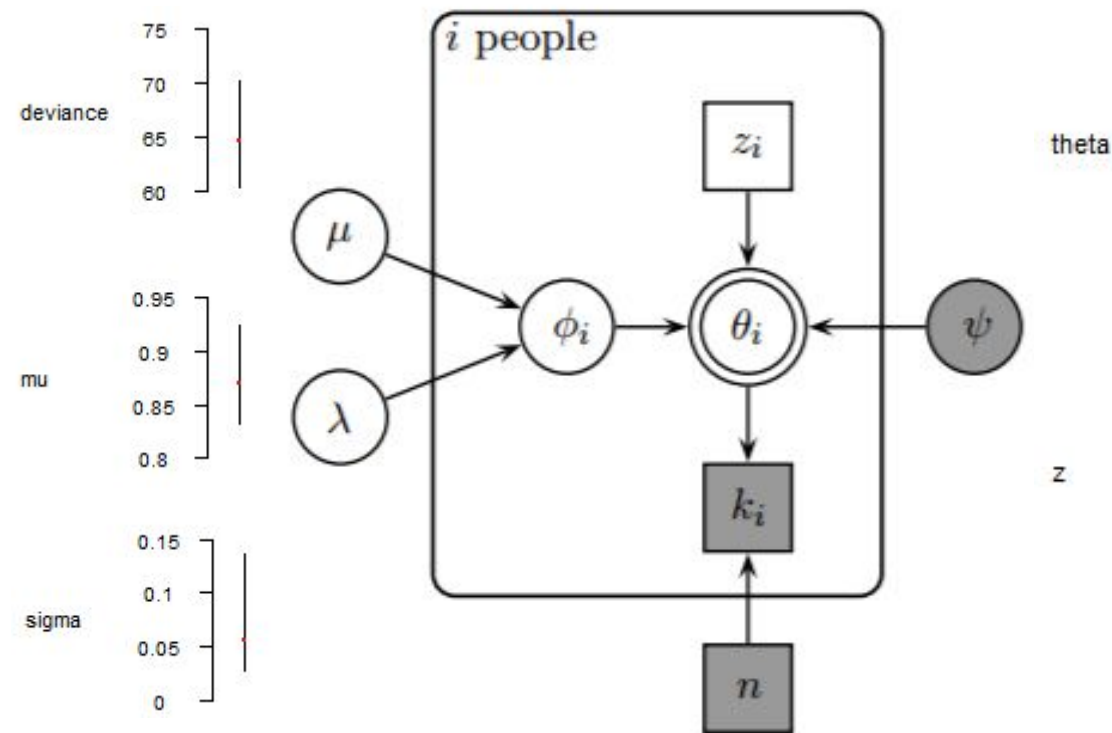 deviance
75
70
65
60
mu
0.95
0.9
0.85
0.8
sigma
0.15
0.1
0.05
0
i people
z_i
μ
ϕ_i
θ_i
ψ
λ
k_i
n
theta
z